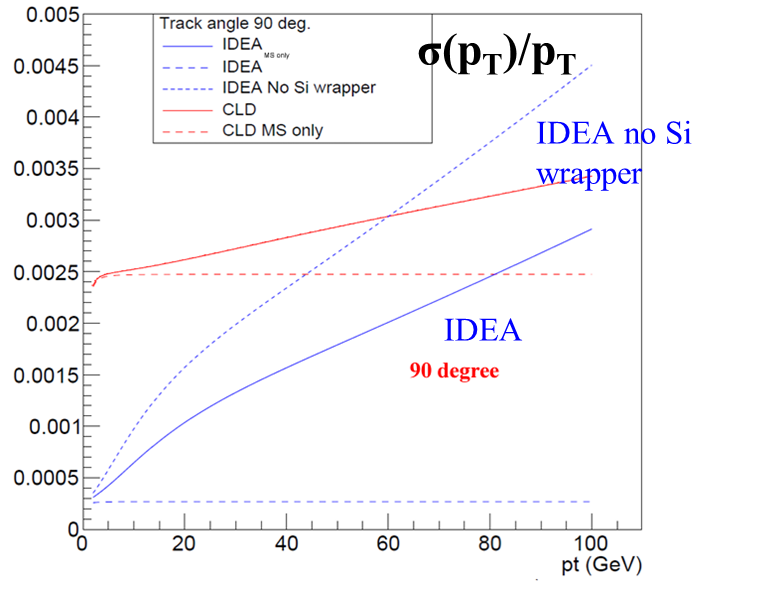 Track angle 90 deg.
IDEA
IDEA MS only
IDEA No Si wrapper
CLD
CLD MS only
σ(pT)/pT
IDEA no Si
wrapper
IDEA
90 degree
0.005
0.0045
0.004
0.0035
0.003
0.0025
0.002
0.0015
0.001
0.0005
0
0 20 40 60 80 100
pt (GeV)